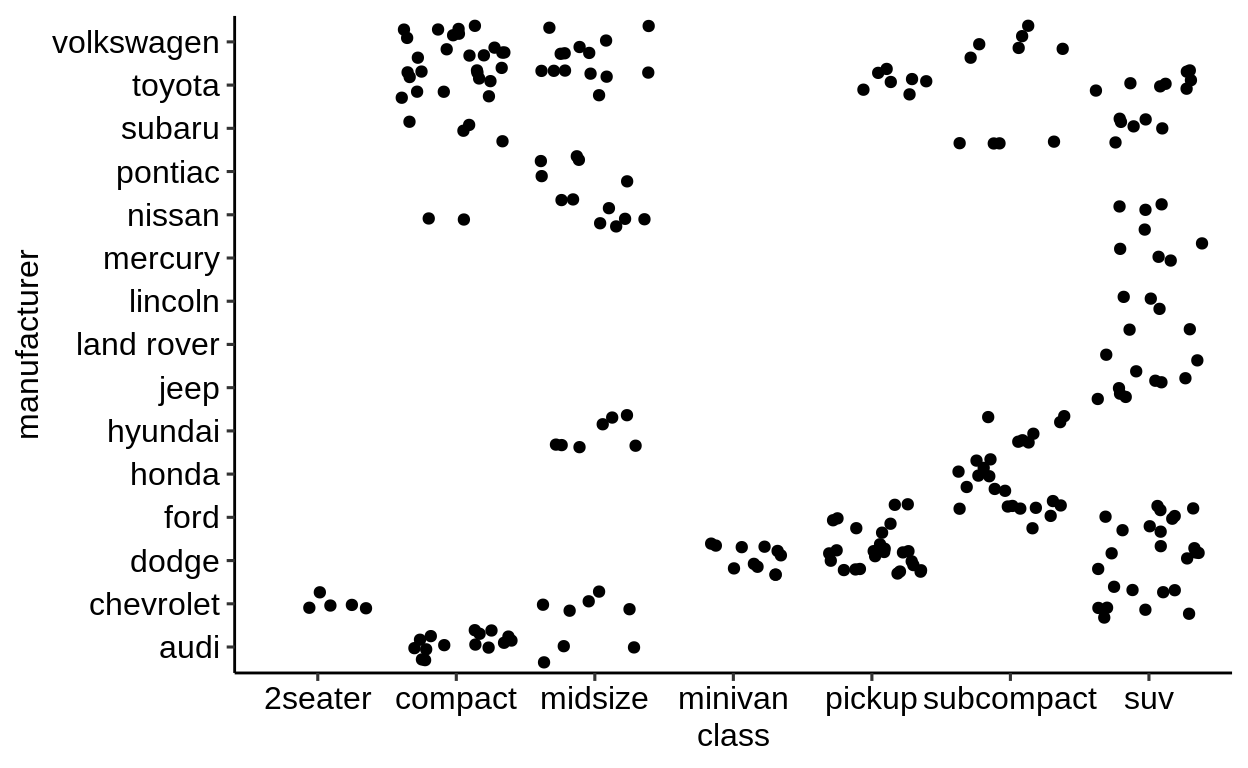 manufacturer
volkswagen
toyota
subaru
pontiac
nissan
mercury
lincoln
land rover
jeep
hyundai
honda
ford
dodge
chevrolet
audi
2seater compact midsize minivan pickup subcompact suv
class